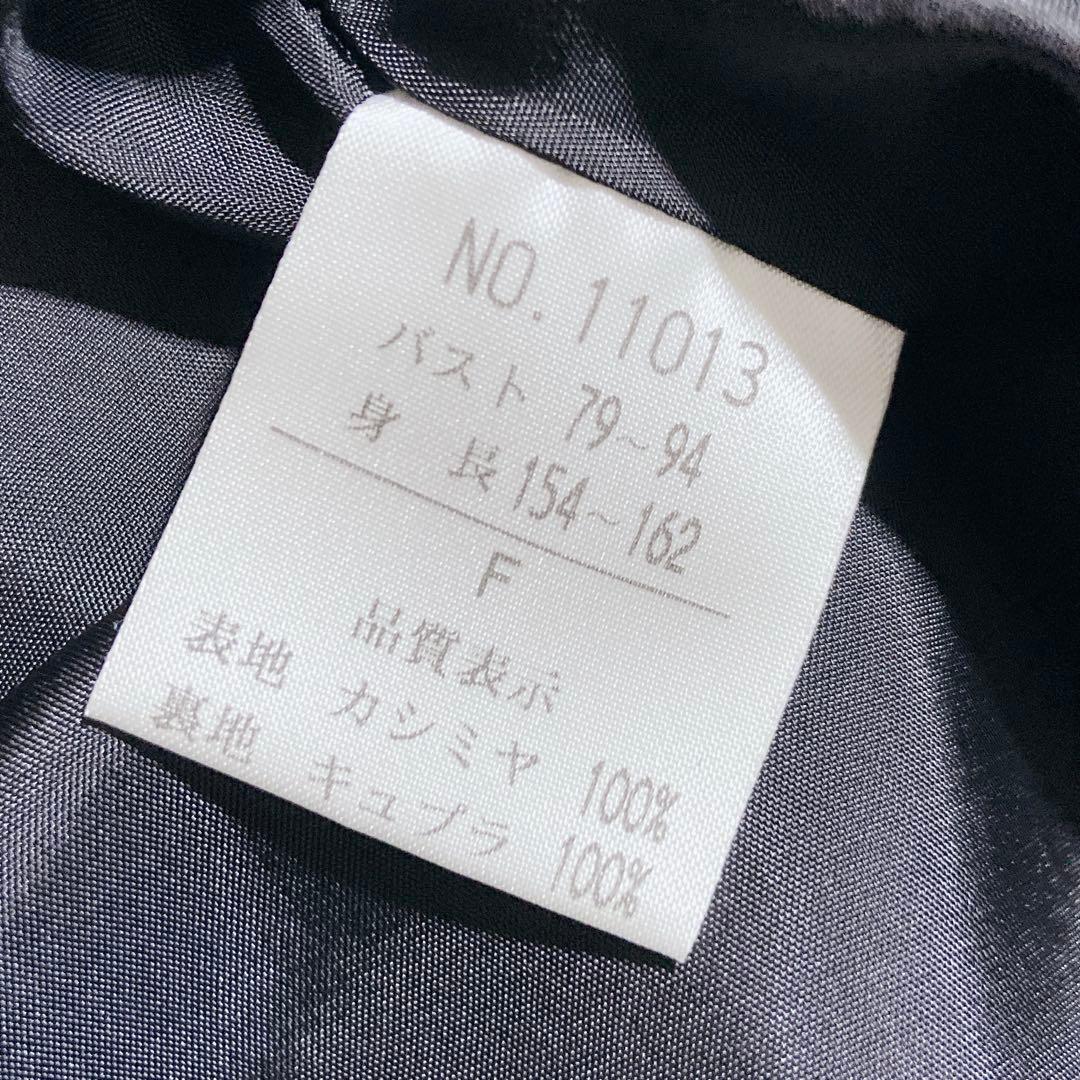 NO. 11013
バスト 79~94
身 長 154~162
F
品質表示
表地 カシミヤ 100%
裏地 キュプラ 100%